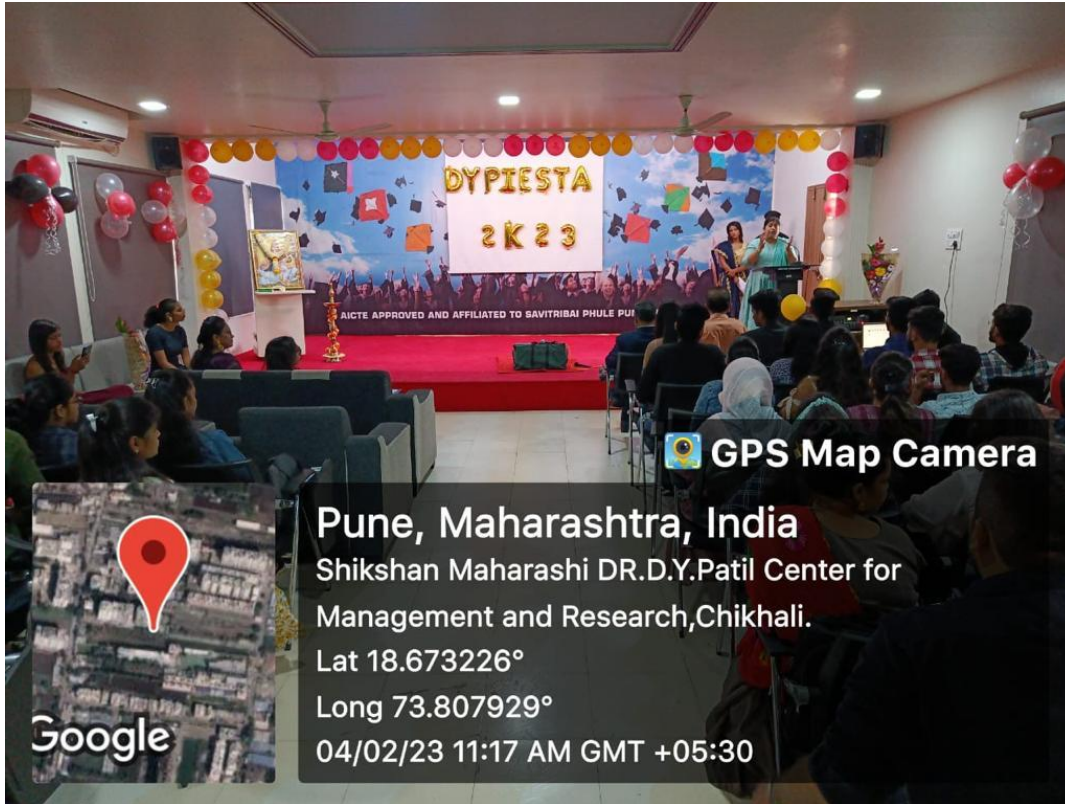 DYPIESTA
2K23
AICTE APPROVED AND AFFILIATED TO SAVITRIBAI PHULE
GPS Map Camera
Pune, Maharashtra, India
Shikshan Maharashi DR.D.Y.Patil Center for
Management and Research,Chikhali.
Lat 18.673226°
Long 73.807929°
04/02/23 11:17 AM GMT +05:30
Google